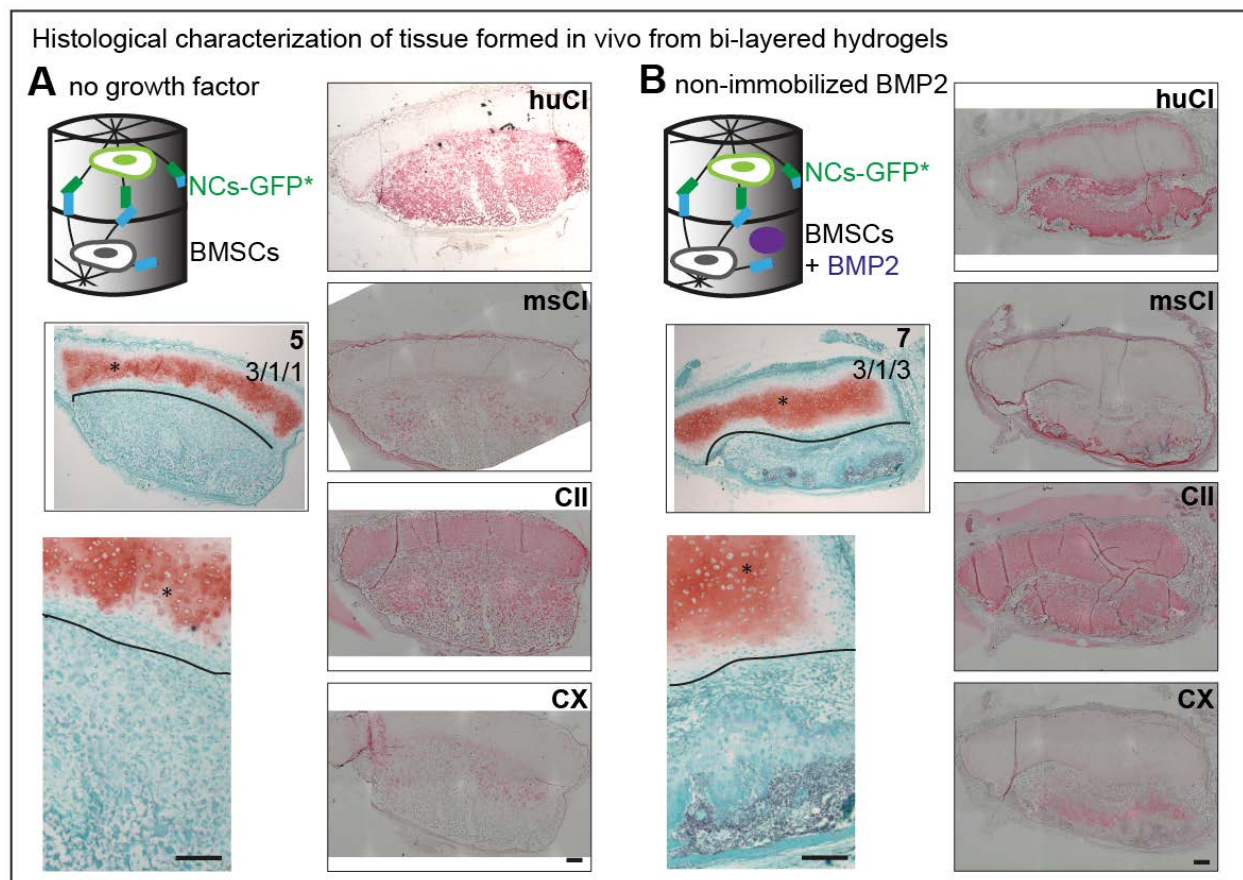 Histological characterization of tissue formed in vivo from bi-layered hydrogels
A no growth factor
NCs-GFP*
BMSCs
5
3/1/1
*
*
huCI
msCI
CII
CX
B non-immobilized BMP2
NCs-GFP*
BMSCs
+ BMP2
7
3/1/3
*
*
huCI
msCI
CII
CX